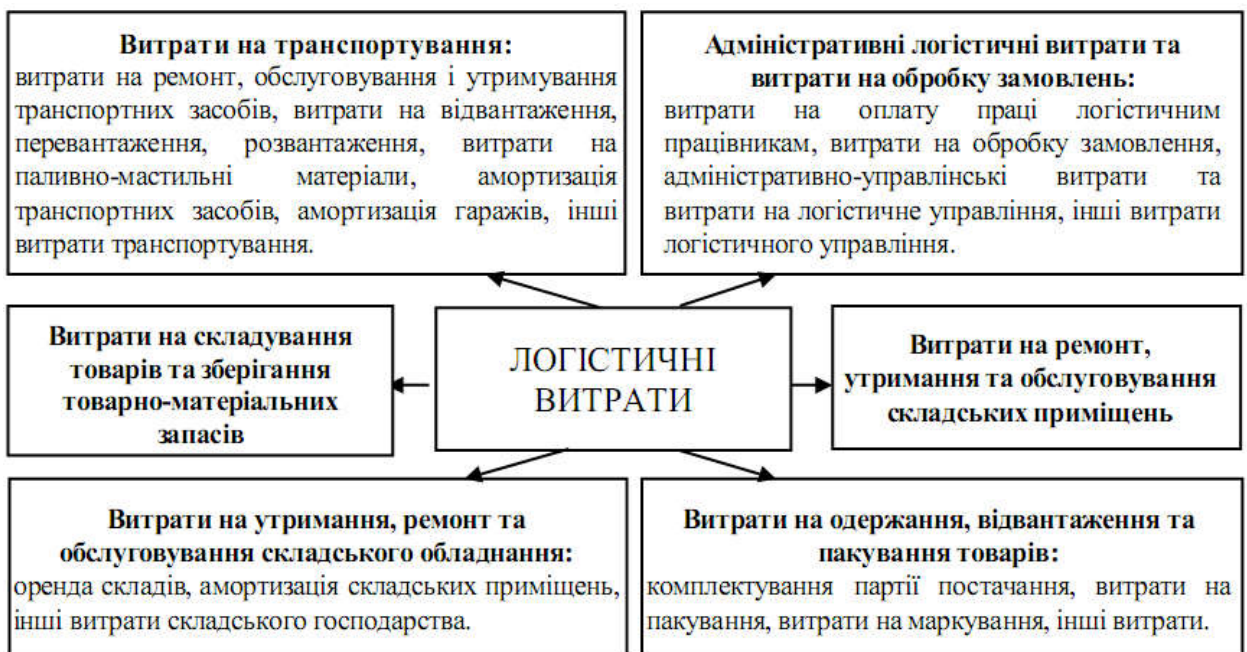 Витрати на транспортування:
витрати на ремонт, обслуговування і утримування
транспортних засобів, витрати на відвантаження,
перевантаження, розвантаження, витрати на
паливно-мастильні матеріали, амортизація
транспортних засобів, амортизація гаражів, інші
витрати транспортування.
Адміністративні логістичні витрати та
витрати на обробку замовлень:
витрати на оплату праці логістичним
працівникам, витрати на обробку замовлення,
адміністративно-управлінські витрати та
витрати на логістичне управління, інші витрати
логістичного управління.
Витрати на складування
товарів та зберігання
товарно-матеріальних
запасів
ЛОГІСТИЧНІ
ВИТРАТИ
Витрати на ремонт,
утримання та обслуговування
складських приміщень
Витрати на утримання, ремонт та
обслуговування складського обладнання:
оренда складів, амортизація складських приміщень,
інші витрати складського господарства.
Витрати на одержання, відвантаження та
пакування товарів:
комплектування партії постачання, витрати на
пакування, витрати на маркування, інші витрати.